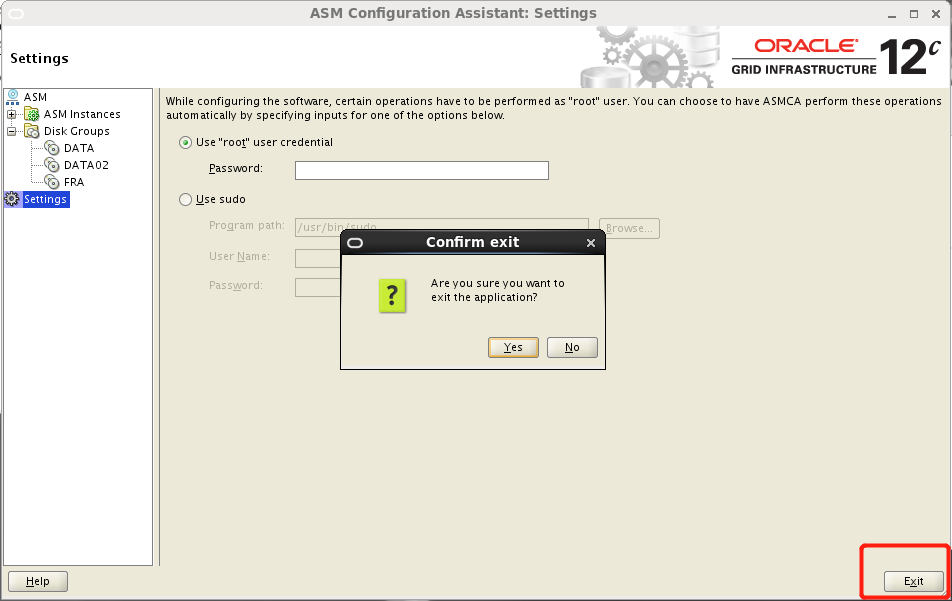 ASM Configuration Assistant: Settings
Settings
ORACLE®
GRID INFRASTRUCTURE 12c
ASM
ASM Instances
Disk Groups
DATA
DATA02
FRA
Settings
While configuring the software, certain operations have to be performed as "root" user. You can choose to have ASMCA perform these operations
automatically by specifying inputs for one of the options below.
Use "root" user credential
Password:
Use sudo
Program path:
/usr/bin/sudo
Browse...
User Name:
Password:
Confirm exit
?
Are you sure you want to
exit the application?
Yes
No
Help
Exit